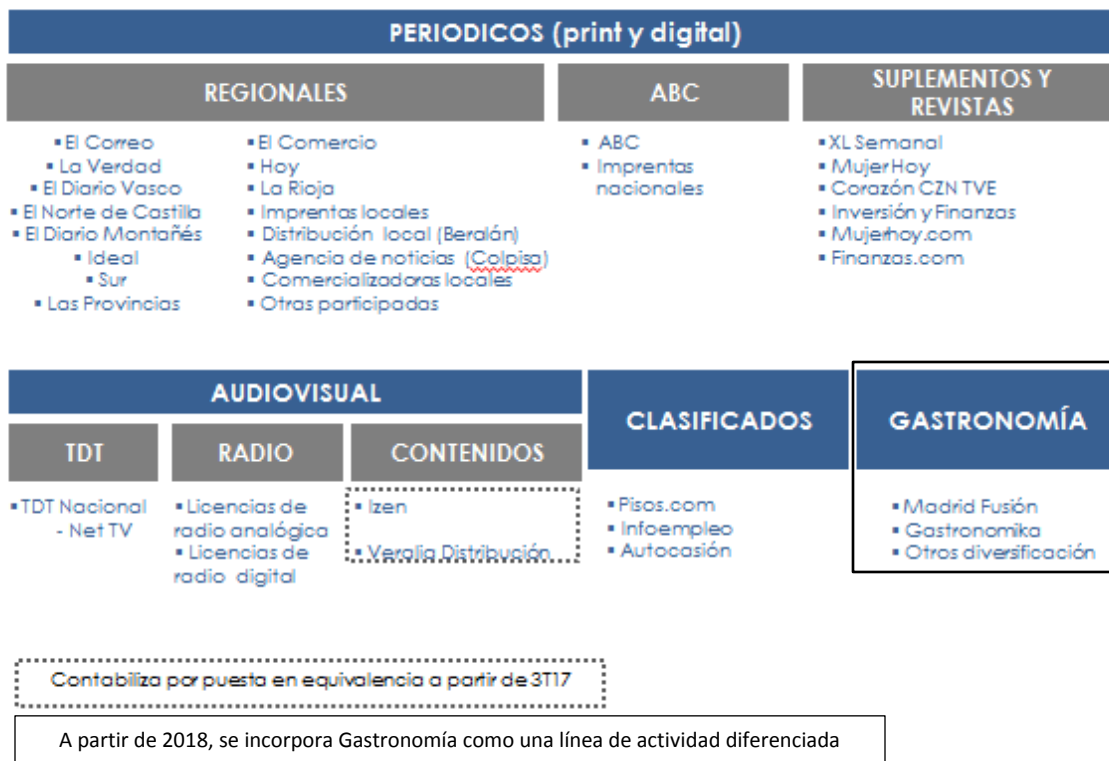 PERIODICOS (print y digital)
REGIONALES
▪ El Correo
▪ La Verdad
▪ El Diario Vasco
▪ El Norte de Castilla
▪ El Diario Montañés
▪ Ideal
▪ Sur
▪ Las Provincias
▪ El Comercio
▪ Hoy
▪ La Rioja
▪ Imprentas locales
▪ Distribución local (Beralán)
▪ Agencia de noticias (Colpisa)
▪ Comercializadoras locales
▪ Otras participadas
ABC
▪ ABC
▪ Imprentas
nacionales
SUPLEMENTOS Y
REVISTAS
▪ XL Semanal
▪ MujerHoy
▪ Corazón CZN TVE
▪ Inversión y Finanzas
▪ Mujerhoy.com
▪ Finanzas.com
AUDIOVISUAL
TDT
▪ TDT Nacional
- Net TV
RADIO
▪ Licencias de
radio analógica
▪ Licencias de
radio digital
CONTENIDOS
▪ Izen
▪ Veralia Distribución
CLASIFICADOS
▪ Pisos.com
▪ Infoempleo
▪ Autocasión
GASTRONOMÍA
▪ Madrid Fusión
▪ Gastronomika
▪ Otros diversificación
Contabiliza por puesta en equivalencia a partir de 3T17
A partir de 2018, se incorpora Gastronomía como una línea de actividad diferenciada